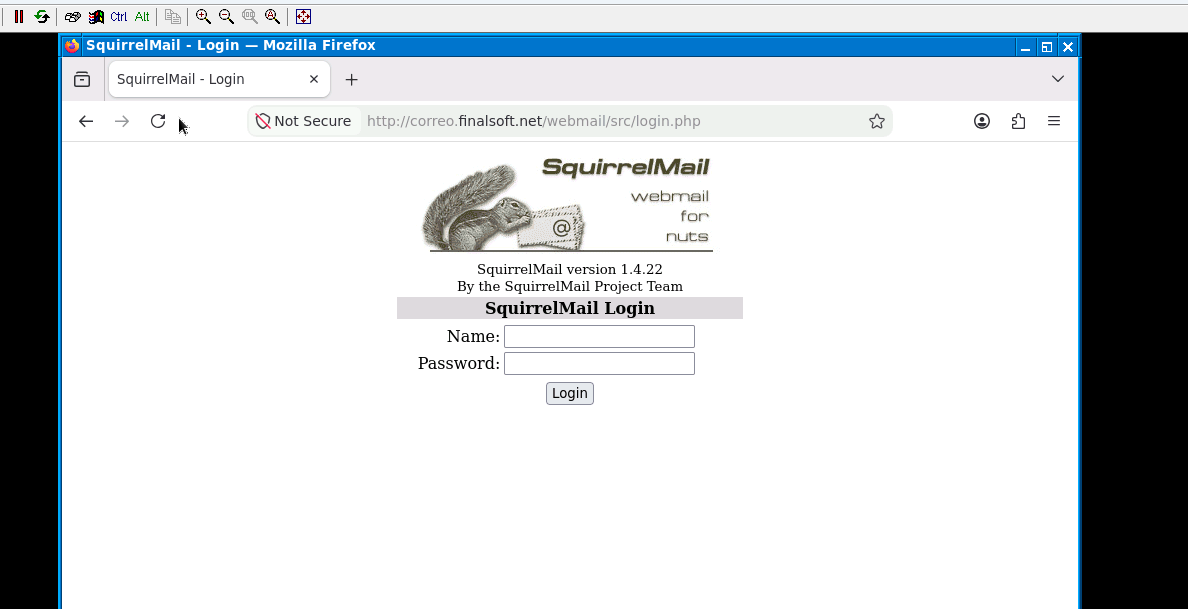 Ctrl Alt
SquirrelMail - Login — Mozilla Firefox
SquirrelMail - Login
Not Secure http://correo.finalsoft.net/webmail/src/login.php
SquirrelMail
webmail
for
nuts
@
SquirrelMail version 1.4.22
By the SquirrelMail Project Team
SquirrelMail Login
Name:
Password:
Login